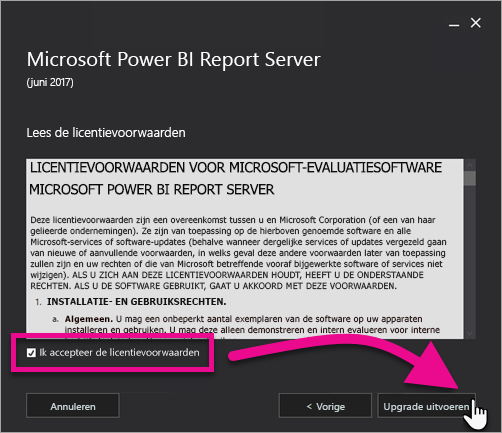 Microsoft Power BI Report Server
(juni 2017)
Lees de licentievoorwaarden
LICENTIEVOORWAARDEN VOOR MICROSOFT-EVALUATIESOFTWARE
MICROSOFT POWER BI REPORT SERVER
Deze licentievoorwaarden zijn een overeenkomst tussen u en Microsoft Corporation (of een van haar
gelieerde ondernemingen). Ze zijn van toepassing op de hierboven genoemde software en alle
Microsoft-services of software-updates (behalve wanneer dergelijke services of updates vergezeld gaan
van nieuwe of aanvullende voorwaarden, in welks geval deze andere voorwaarden later van toepassing
zullen zijn en uw rechten of die van Microsoft betreffende vooraf bijgewerkte software of services niet
wijzigen). ALS U ZICH AAN DEZE LICENTIEVOORWAARDEN HOUDT, HEEFT U DE ONDERSTAANDE
RECHTEN. ALS U DE SOFTWARE GEBRUIKT, GAAT U AKKOORD MET DEZE VOORWAARDEN.
1. INSTALLATIE- EN GEBRUIKSRECHTEN.
a. Algemeen. U mag een onbeperkt aantal exemplaren van de software op uw apparaten
installeren en gebruiken. U mag deze alleen demonstreren en intern evalueren voor interne
Ik accepteer de licentievoorwaarden
Annuleren
< Vorige
Upgrade uitvoeren